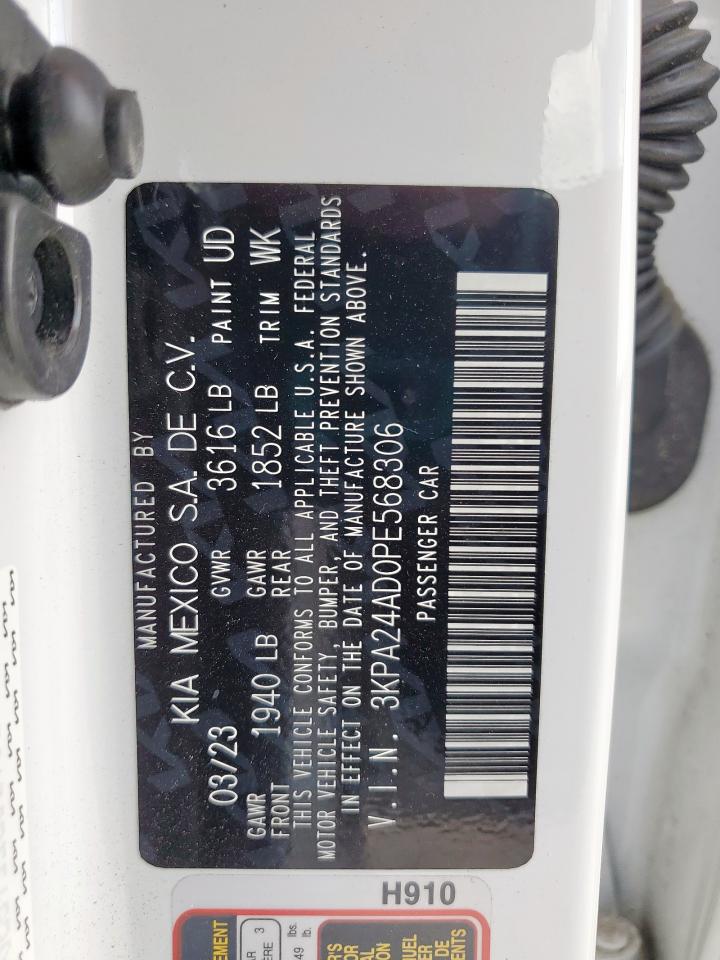 MANUFACTURED BY
KIA MEXICO S.A. DE C.V.
03/23 GVWR 3616 LB PAINT UD
GAWR FRONT 1940 LB GAWR REAR 1852 LB TRIM WK
THIS VEHICLE CONFORMS TO ALL APPLICABLE U.S.A. FEDERAL
MOTOR VEHICLE SAFETY, BUMPER, AND THEFT PREVENTION STANDARDS
IN EFFECT ON THE DATE OF MANUFACTURE SHOWN ABOVE.
V.I.N. 3KPA24AD0PE568306
PASSENGER CAR
H910